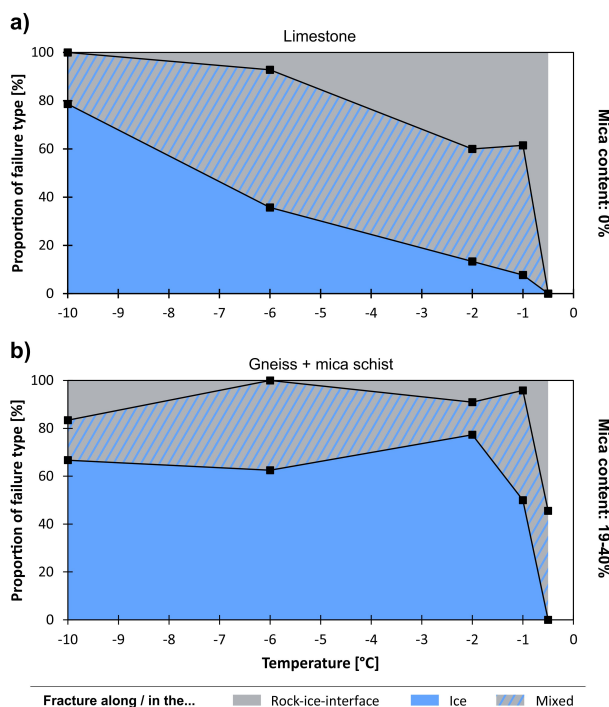 a)
Limestone
Proportion of failure type [%]
100
80
60
40
20
0
-10 -9 -8 -7 -6 -5 -4 -3 -2 -1 0
Mica content: 0%
b)
Gneiss + mica schist
Proportion of failure type [%]
100
80
60
40
20
0
-10 -9 -8 -7 -6 -5 -4 -3 -2 -1 0
Mica content: 19-40%
Temperature [°C]
Fracture along / in the... Rock-ice-interface Ice Mixed